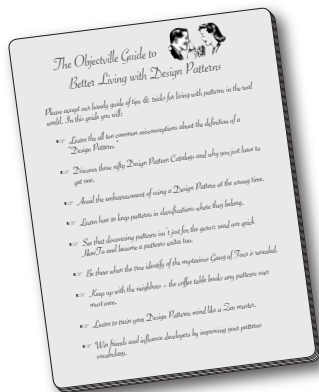 The Objectville Guide to
Better Living with Design Patterns
Please accept our handy guide of tips & tricks for living with patterns in the real
world. In this guide you will:
☞ Learn the all too common misconceptions about the definition of a
"Design Pattern."
☞ Discover those nifty Design Pattern Catalogs and why you just have to
get one.
☞ Avoid the embarrassment of using a Design Pattern at the wrong time.
☞ Learn how to keep patterns in classifications where they belong.
☞ See that discovering patterns isn't just for the gurus; read our quick
HowTo and become a patterns writer too.
☞ Be there when the true identity of the mysterious Gang of Four is revealed.
☞ Keep up with the neighbors – the coffee table books any patterns user
must own.
☞ Learn to train your Design Patterns mind like a Zen master.
☞ Win friends and influence developers by improving your patterns
vocabulary.